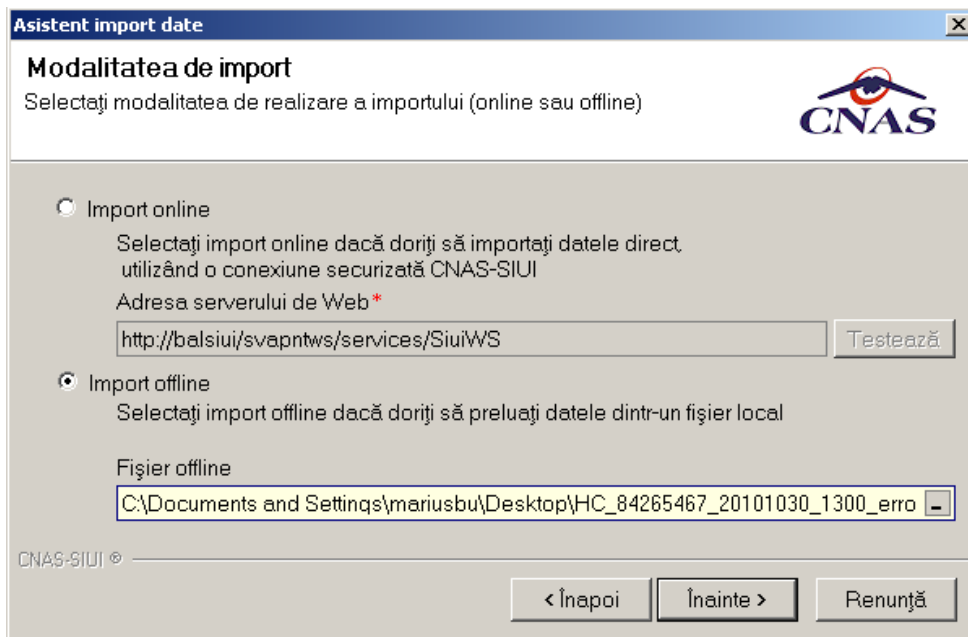 Asistent import date
Modalitatea de import
Selectaţi modalitatea de realizare a importului (online sau offline)
CNAS
Import online
Selectaţi import online dacă doriţi să importaţi datele direct,
utilizând o conexiune securizată CNAS-SIUI
Adresa serverului de Web*
http://balsiui/svapntws/services/SiuiWS
Testează
Import offline
Selectaţi import offline dacă doriţi să preluaţi datele dintr-un fişier local
Fişier offline
C:\Documents and Settings\mariusbu\Desktop\HC_84265467_20101030_1300_erro
CNAS-SIUI ®
< Înapoi
Înainte >
Renunţă